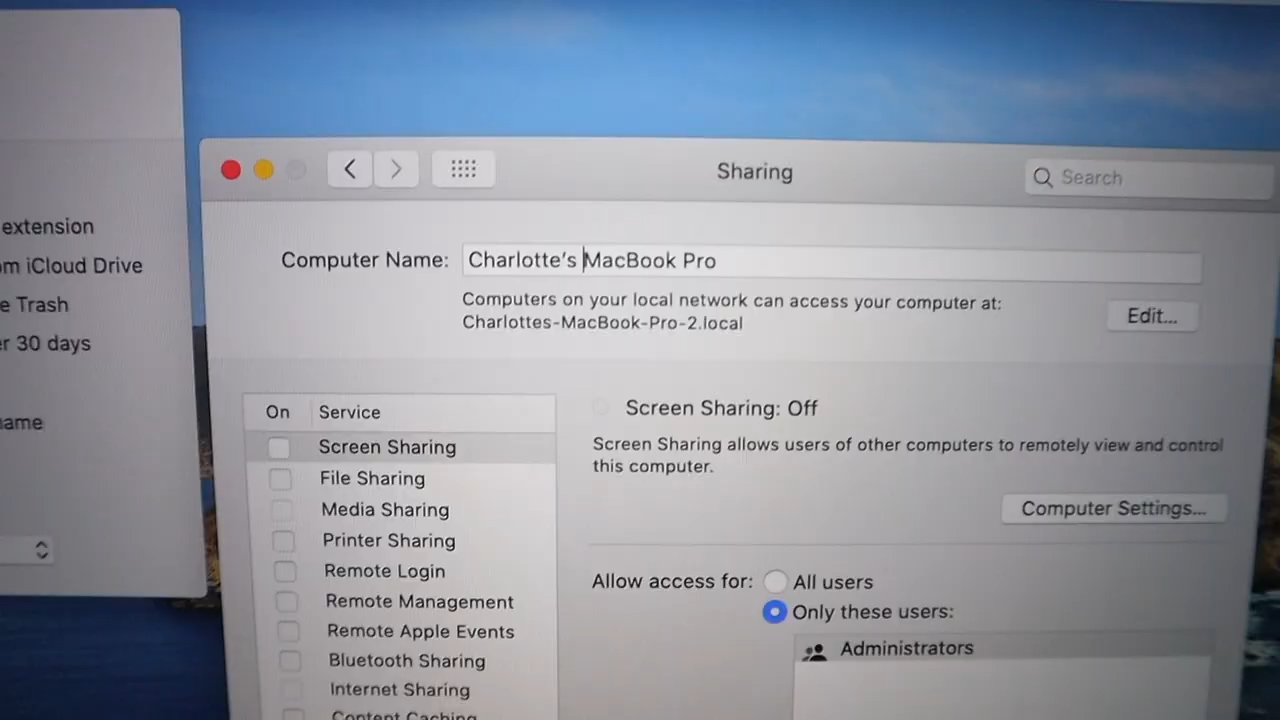 extension
om iCloud Drive
e Trash
er 30 days
name
Sharing
Search
Computer Name: Charlotte's MacBook Pro
Computers on your local network can access your computer at:
Charlottes-MacBook-Pro-2.local
Edit...
On Service
Screen Sharing
File Sharing
Media Sharing
Printer Sharing
Remote Login
Remote Management
Remote Apple Events
Bluetooth Sharing
Internet Sharing
Content Caching
Screen Sharing: Off
Screen Sharing allows users of other computers to remotely view and control
this computer.
Computer Settings...
Allow access for: All users
Only these users:
Administrators